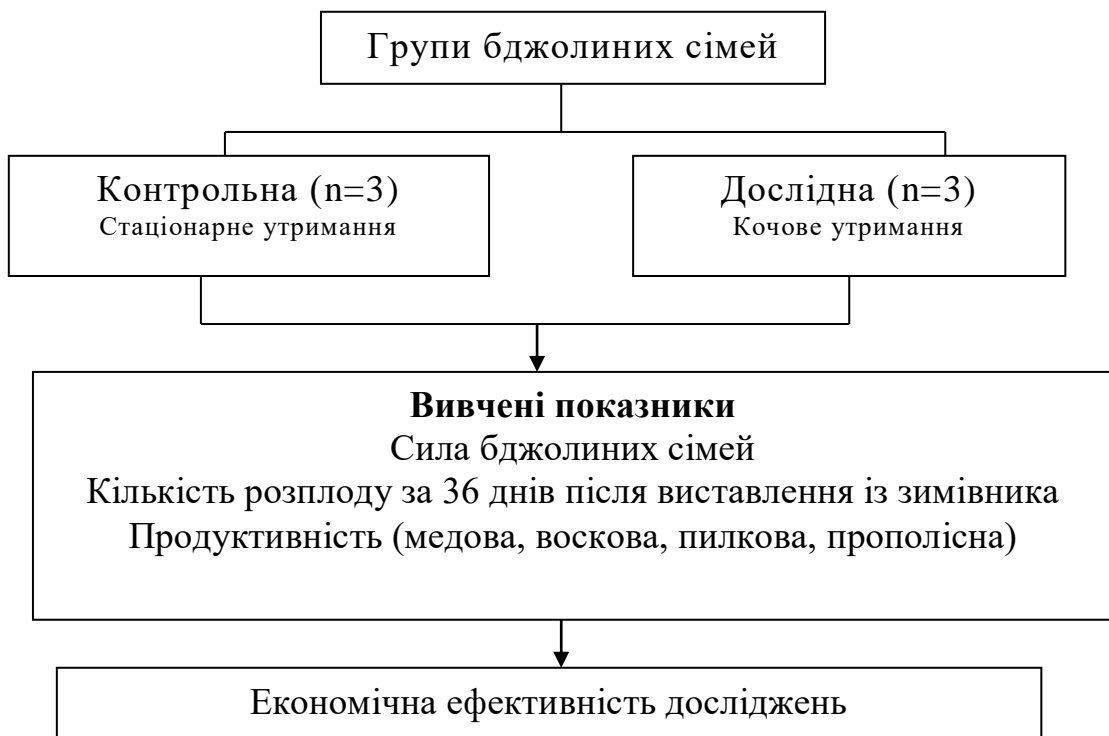 Групи бджолиних сімей
Контрольна (n=3)
Стаціонарне утримання
Дослідна (n=3)
Кочове утримання
Вивчені показники
Сила бджолиних сімей
Кількість розплоду за 36 днів після виставлення із зимівника
Продуктивність (медова, воскова, пилкова, прополісна)
Економічна ефективність досліджень